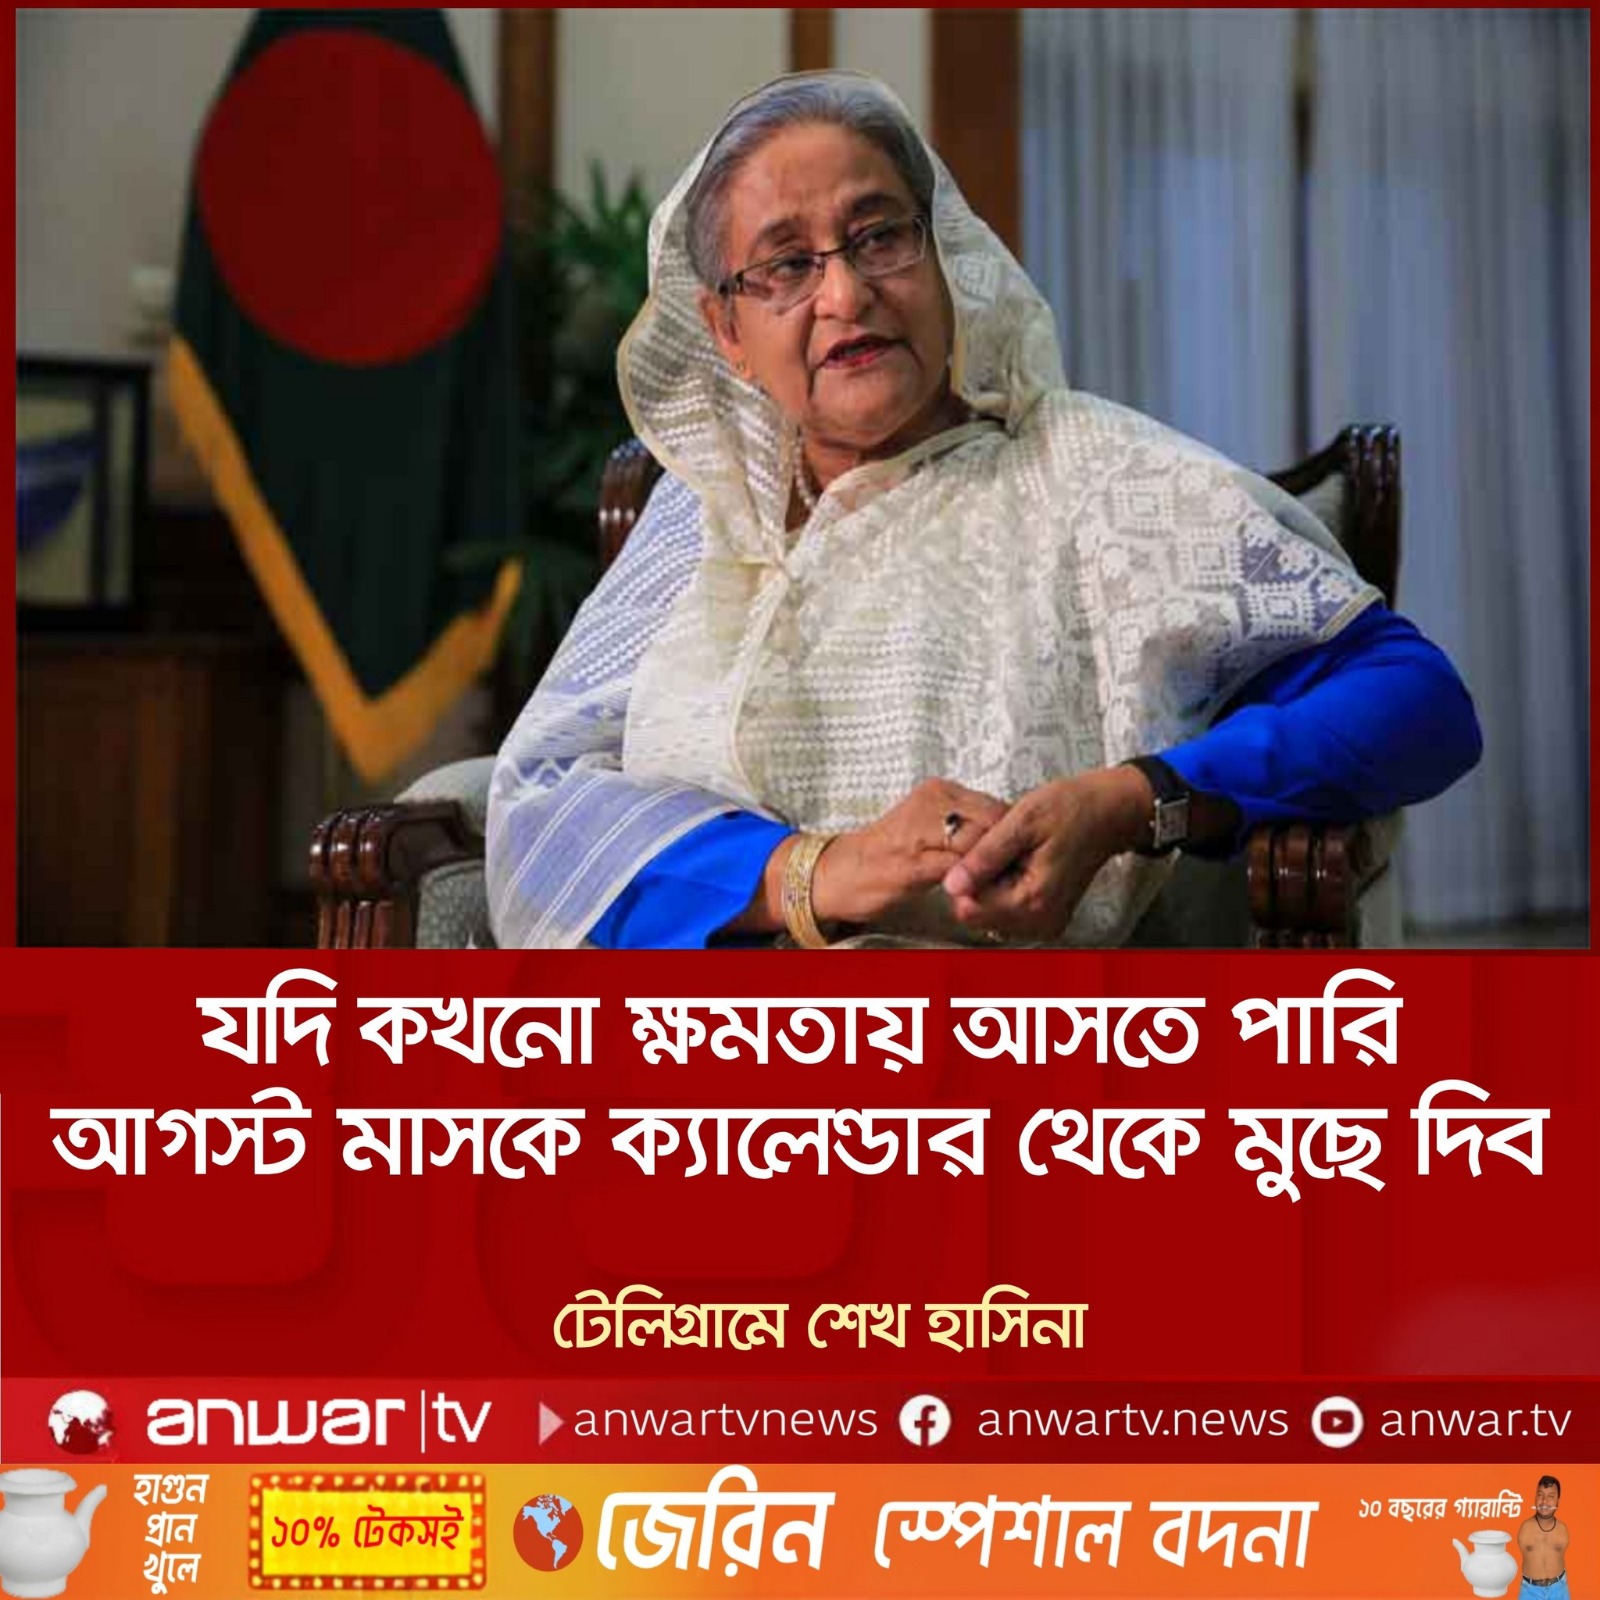 যদি কখনো ক্ষমতায় আসতে পারি
আগস্ট মাসকে ক্যালেন্ডার থেকে মুছে দিব
টেলিগ্রামে শেখ হাসিনা
anwar|tv anwartvnews anwartv.news anwar.tv
হাগুন
প্রান
খুলে
১০% টেকসই
জেরিন স্পেশাল বদনা
১০ বছরের গ্যারান্টি